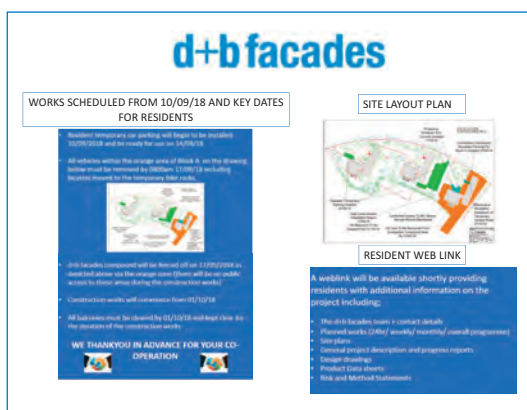 d+b facades
WORKS SCHEDULED FROM 10/09/18 AND KEY DATES
FOR RESIDENTS
• Resident temporary car parking will begin to be installed
10/09/2018 and be ready for use on 14/09/18
• All vehicles within the orange area of Block A on the drawing
below must be removed by 0800am 17/09/18 including
bicycles moved to the temporary bike racks.
• d+b facades compound will be fenced off on 17/09/2018 as
depicted above via the orange zone (there will be no public
access to these areas during the construction works)
• Construction works will commence from 01/10/18
• All balconies must be cleared by 01/10/18 and kept clear for
the duration of the construction works
WE THANKYOU IN ADVANCE FOR YOUR CO-
OPERATION
SITE LAYOUT PLAN
RESIDENT WEB LINK
A weblink will be available shortly providing
residents with additional information on the
project including;
• The d+b facades team + contact details
• Planned works (24hr/ weekly/ monthly/ overall programme)
• Site plans
• General project description and progress reports
• Design drawings
• Product Data sheets
• Risk and Method Statements